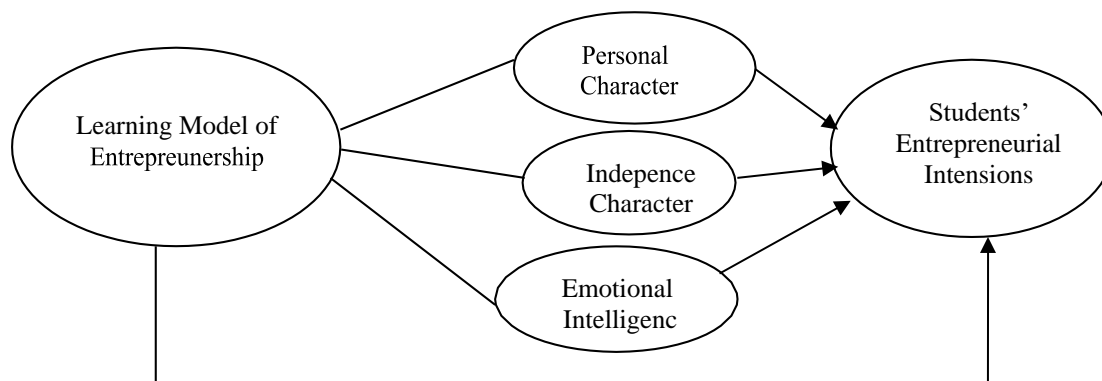 Learning Model of
Entrepreunership
Personal
Character
Indepence
Character
Emotional
Intelligenc
Students’
Entrepreneurial
Intensions